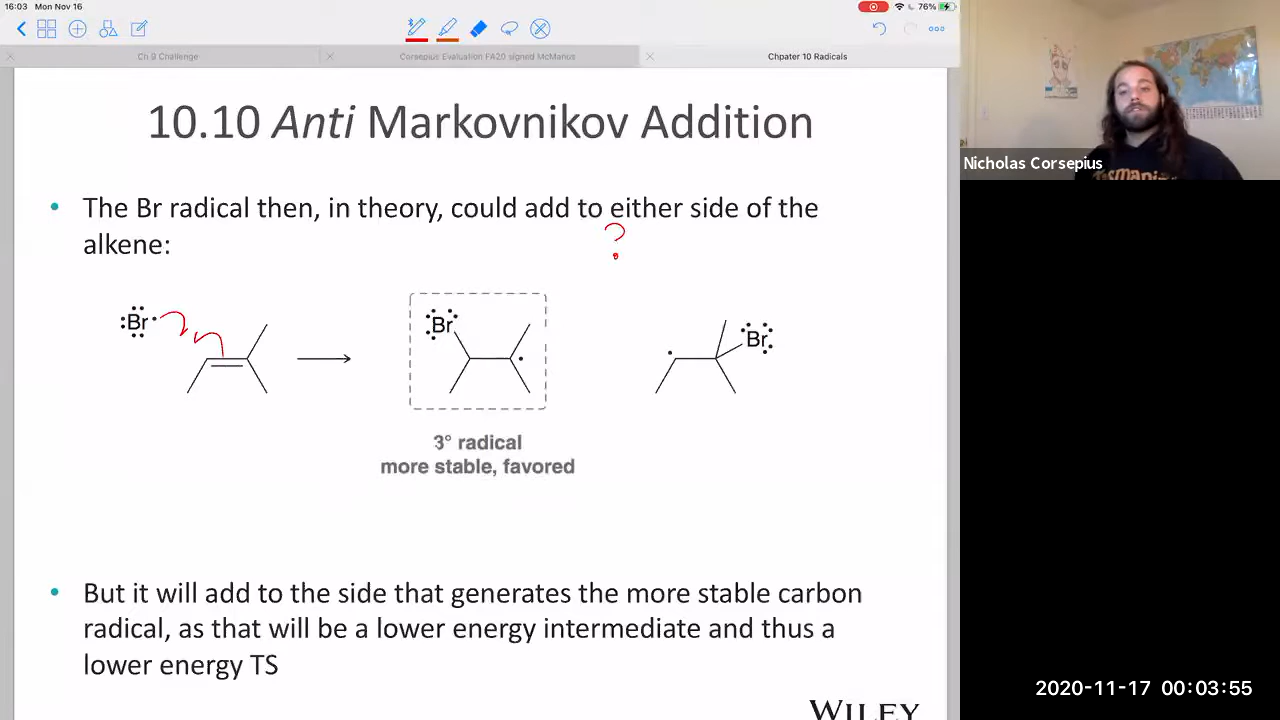 16:03 Mon Nov 16
76%
Ch 9 Challenge
Corsepius Evaluation FA20 signed McManus
Chpater 10 Radicals
10.10 Anti Markovnikov Addition
Nicholas Corsepius
• The Br radical then, in theory, could add to either side of the
alkene:
?
Br
Br
Br
3° radical
more stable, favored
• But it will add to the side that generates the more stable carbon
radical, as that will be a lower energy intermediate and thus a
lower energy TS
WILEY
2020-11-17 00:03:55